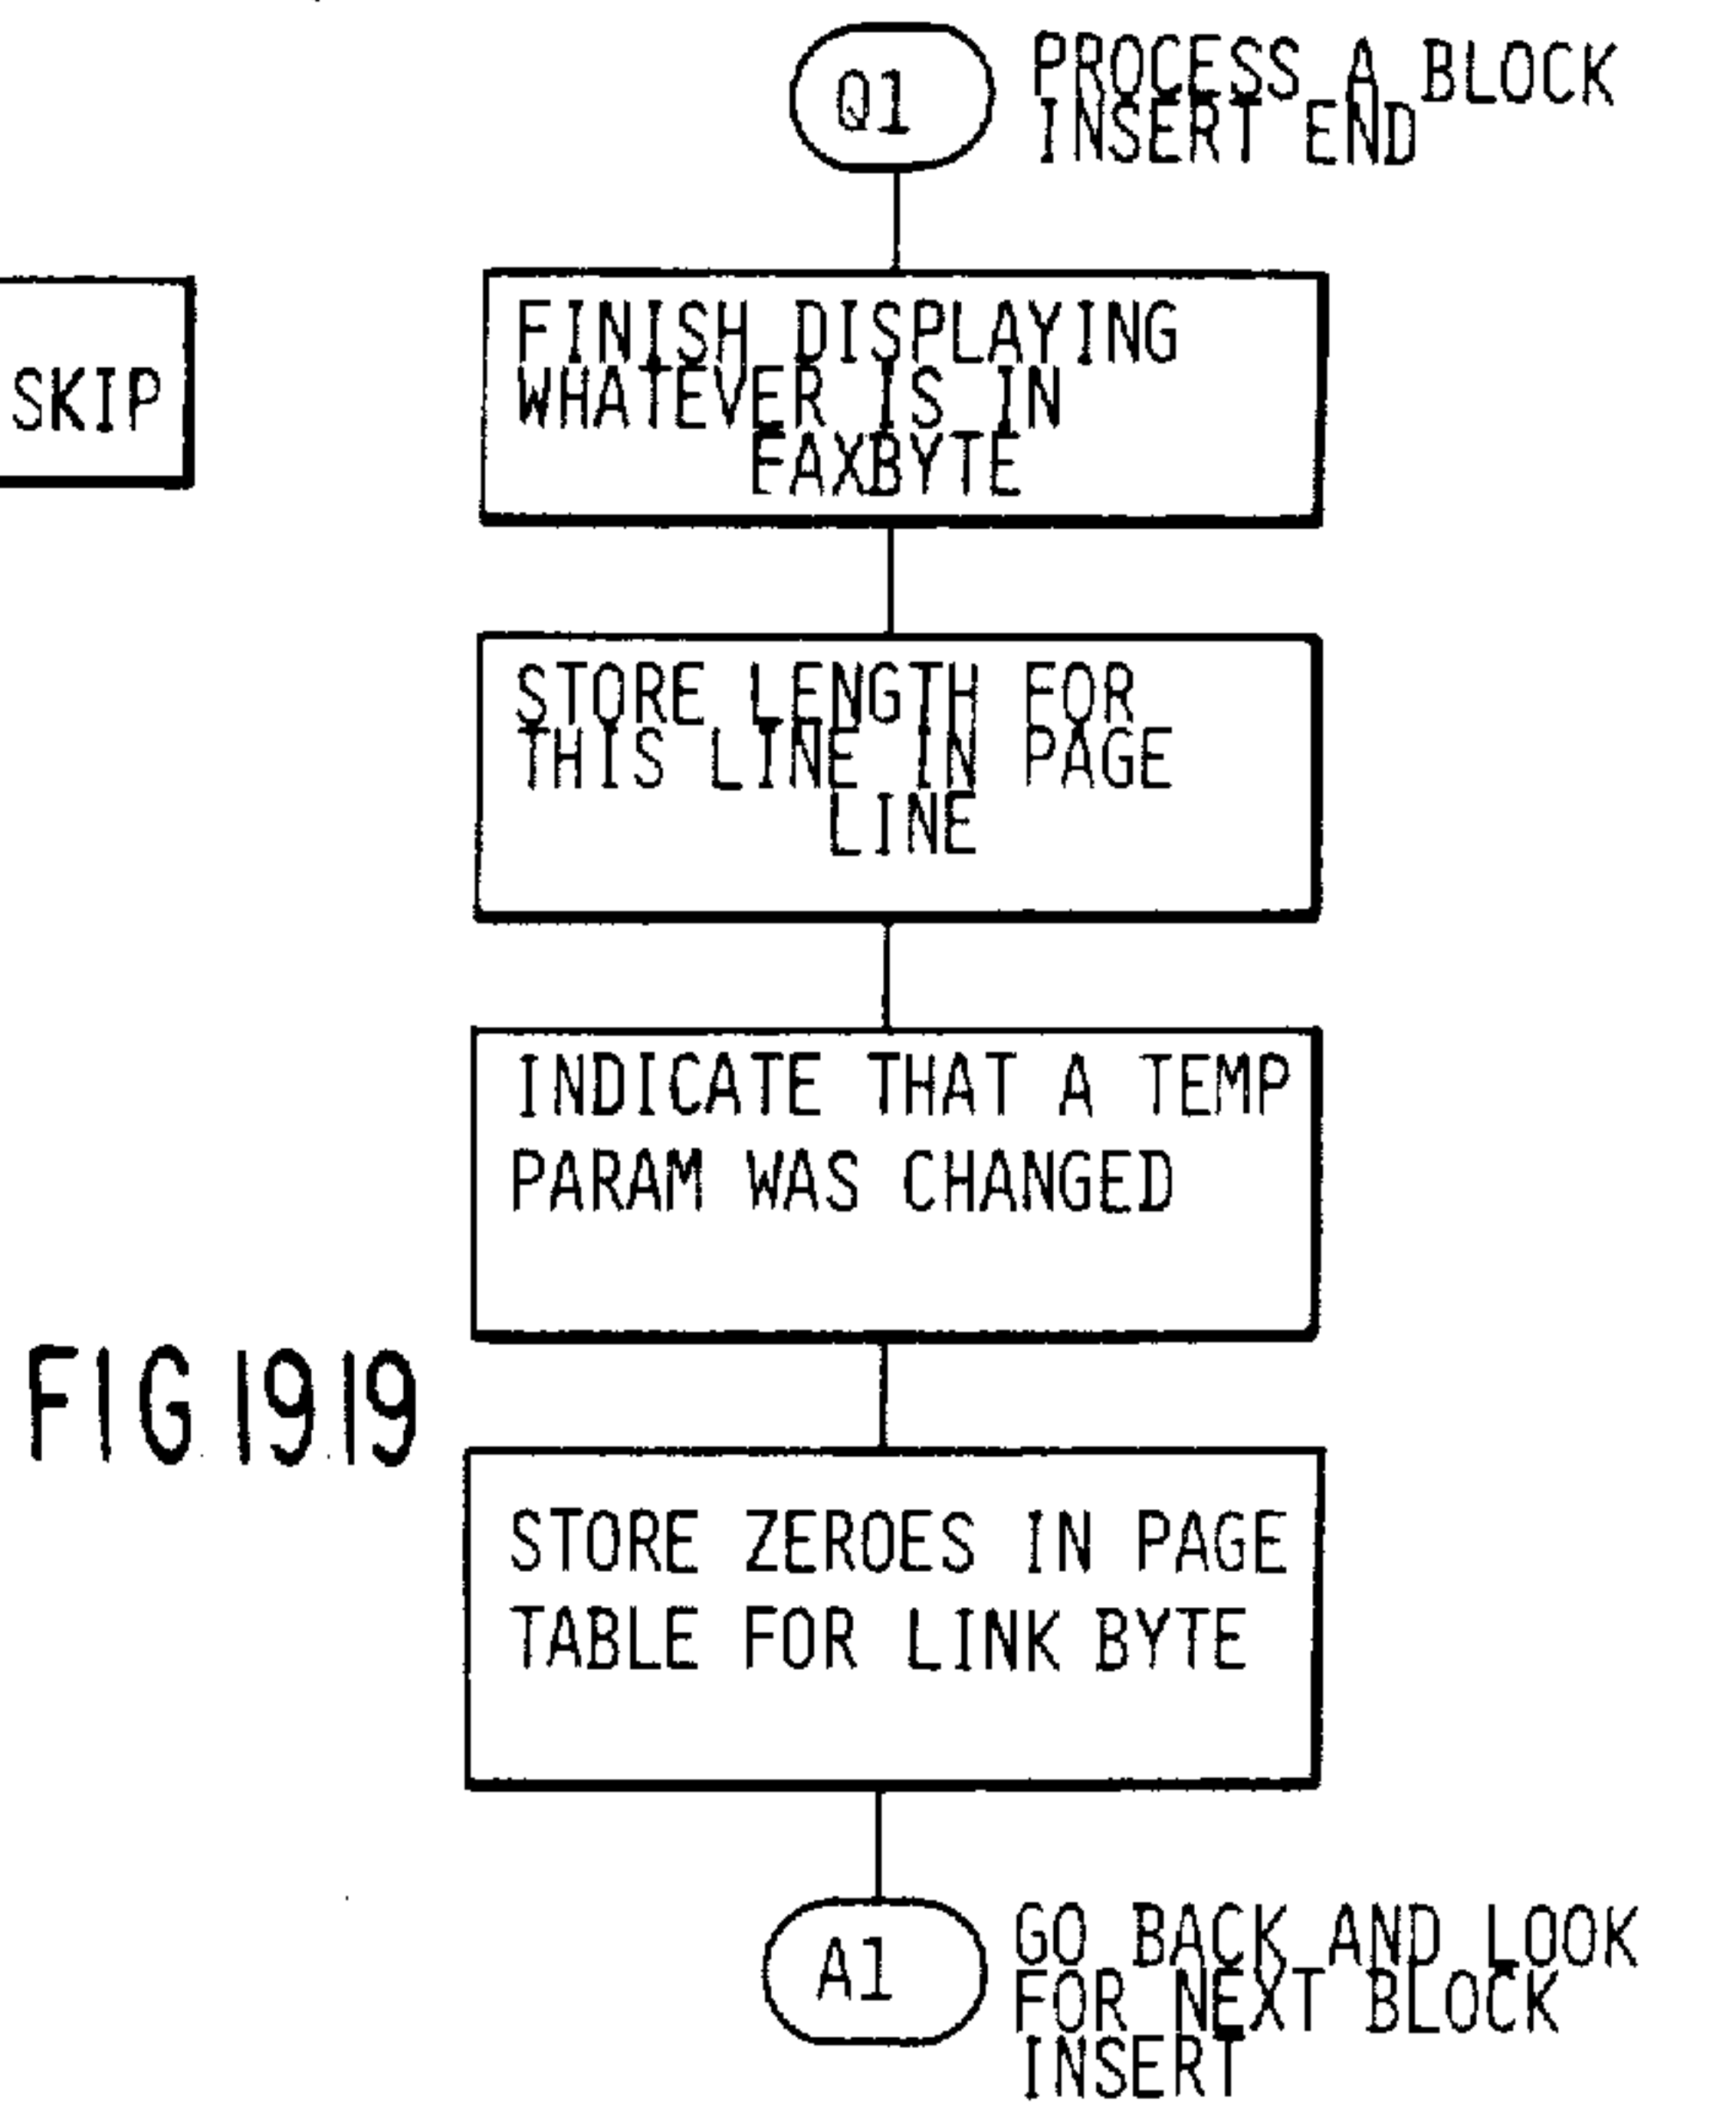 Q1
PROCESS A BLOCK
INSERT END
SKIP
FINISH DISPLAYING
WHATEVER IS IN
FAXBYTE
STORE LENGTH FOR
THIS LINE IN PAGE
LINE
INDICATE THAT A TEMP
PARAM WAS CHANGED
FIG.19.19
STORE ZEROES IN PAGE
TABLE FOR LINK BYTE
A1
GO BACK AND LOOK
FOR NEXT BLOCK
INSERT